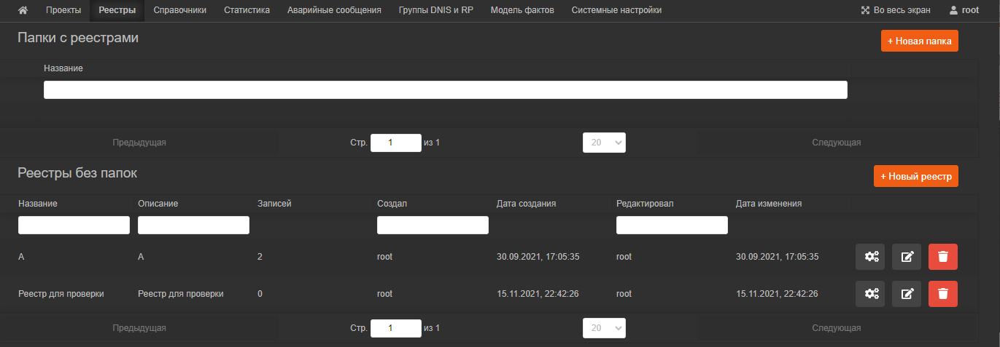 Проекты Реестры Справочники Статистика Аварийные сообщения Группы DNIS и RP Модель фактов Системные настройки Во весь экран root
Папки с реестрами + Новая папка
Название
Предыдущая Стр. 1 из 1 20 Следующая
Реестры без папок + Новый реестр
Название Описание Записей Создал Дата создания Редактировал Дата изменения
A A 2 root 30.09.2021, 17:05:35 root 30.09.2021, 17:05:35
Реестр для проверки Реестр для проверки 0 root 15.11.2021, 22:42:26 root 15.11.2021, 22:42:26
Предыдущая Стр. 1 из 1 20 Следующая